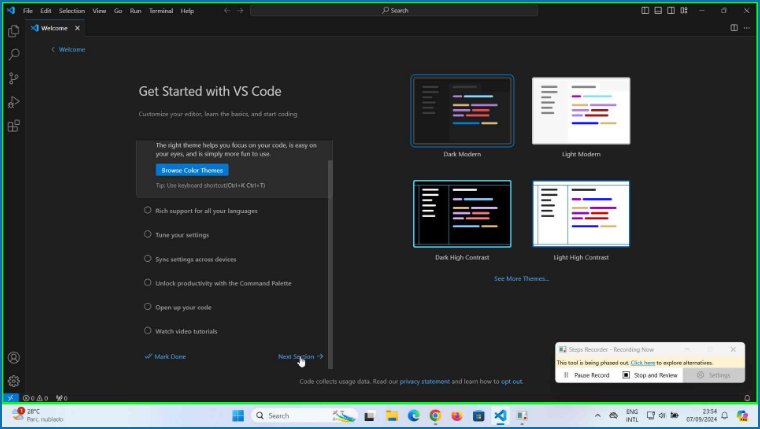 File Edit Selection View Go Run Terminal Help
Search
Welcome
Welcome
Get Started with VS Code
Customize your editor, learn the basics, and start coding
The right theme helps you focus on your code, is easy on
your eyes, and is simply more fun to use.
Browse Color Themes
Tip: Use keyboard shortcut(Ctrl+K Ctrl+T)
Rich support for all your languages
Tune your settings
Sync settings across devices
Unlock productivity with the Command Palette
Open up your code
Watch video tutorials
Mark Done
Next Section
Dark Modern
Light Modern
Dark High Contrast
Light High Contrast
See More Themes...
Code collects usage data. Read our privacy statement and learn how to opt out.
Steps Recorder - Recording Now
This tool is being phased out. Click here to explore alternatives.
Pause Record
Stop and Review
Settings
0 0 0
1
28°C
Parc. nublado
Search
ENG
INTL
23:54
07/09/2024